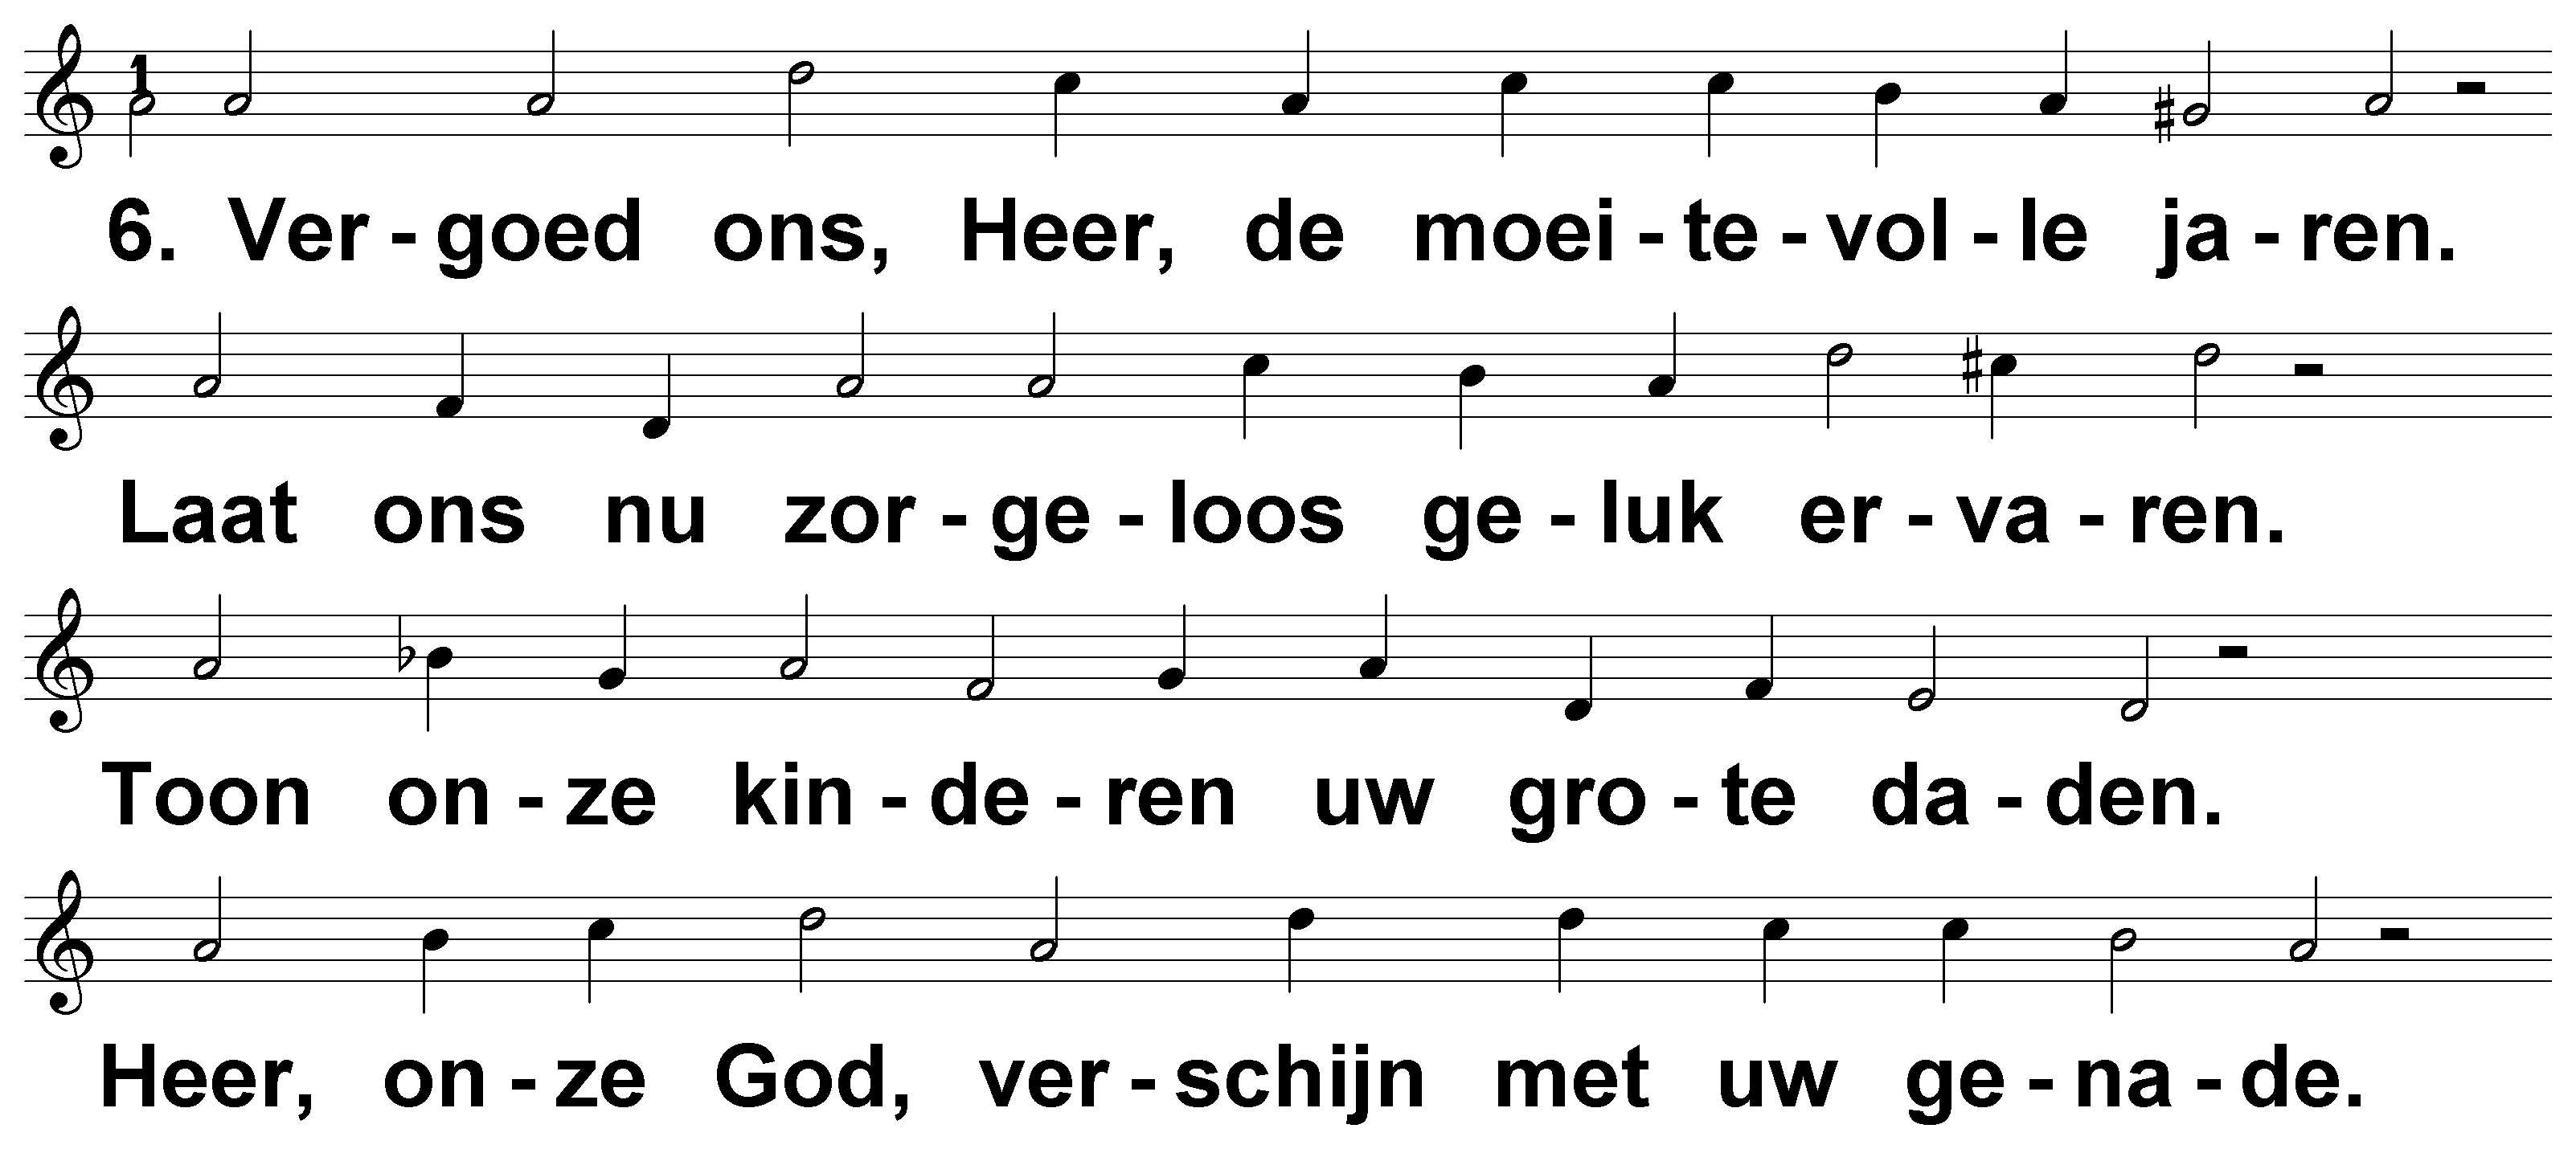 1
6. Ver - goed ons, Heer, de moei - te - vol - le ja - ren.
Laat ons nu zor - ge - loos ge - luk er - va - ren.
Toon on - ze kin - de - ren uw gro - te da - den.
Heer, on - ze God, ver - schijn met uw ge - na - de.